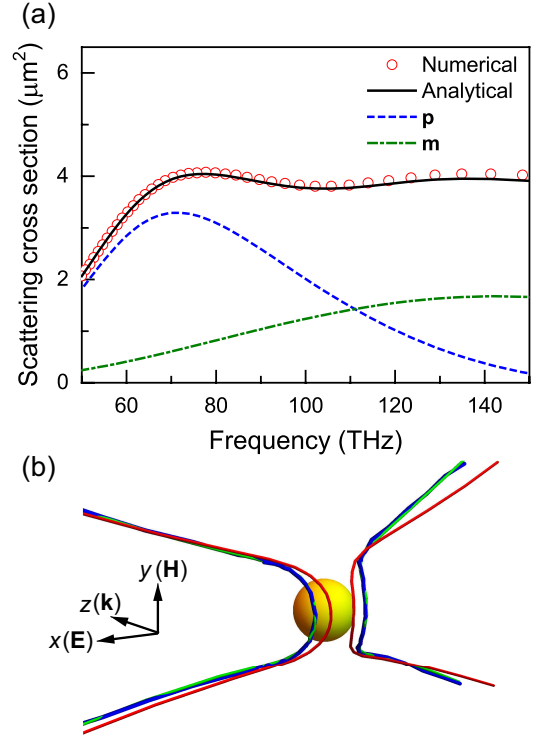 (a)
Scattering cross section (μm²)
6
4
2
0
Numerical
Analytical
p
m
60 80 100 120 140
Frequency (THz)
(b)
y(H)
z(k)
x(E)